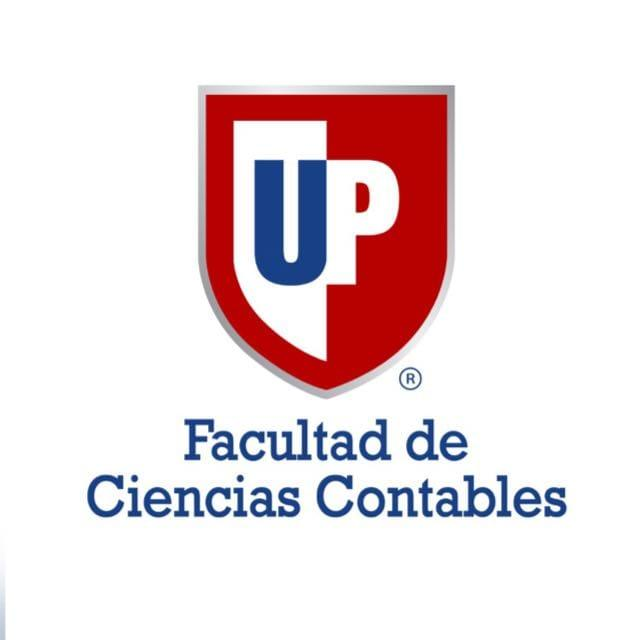 UP
®
Facultad de
Ciencias Contables